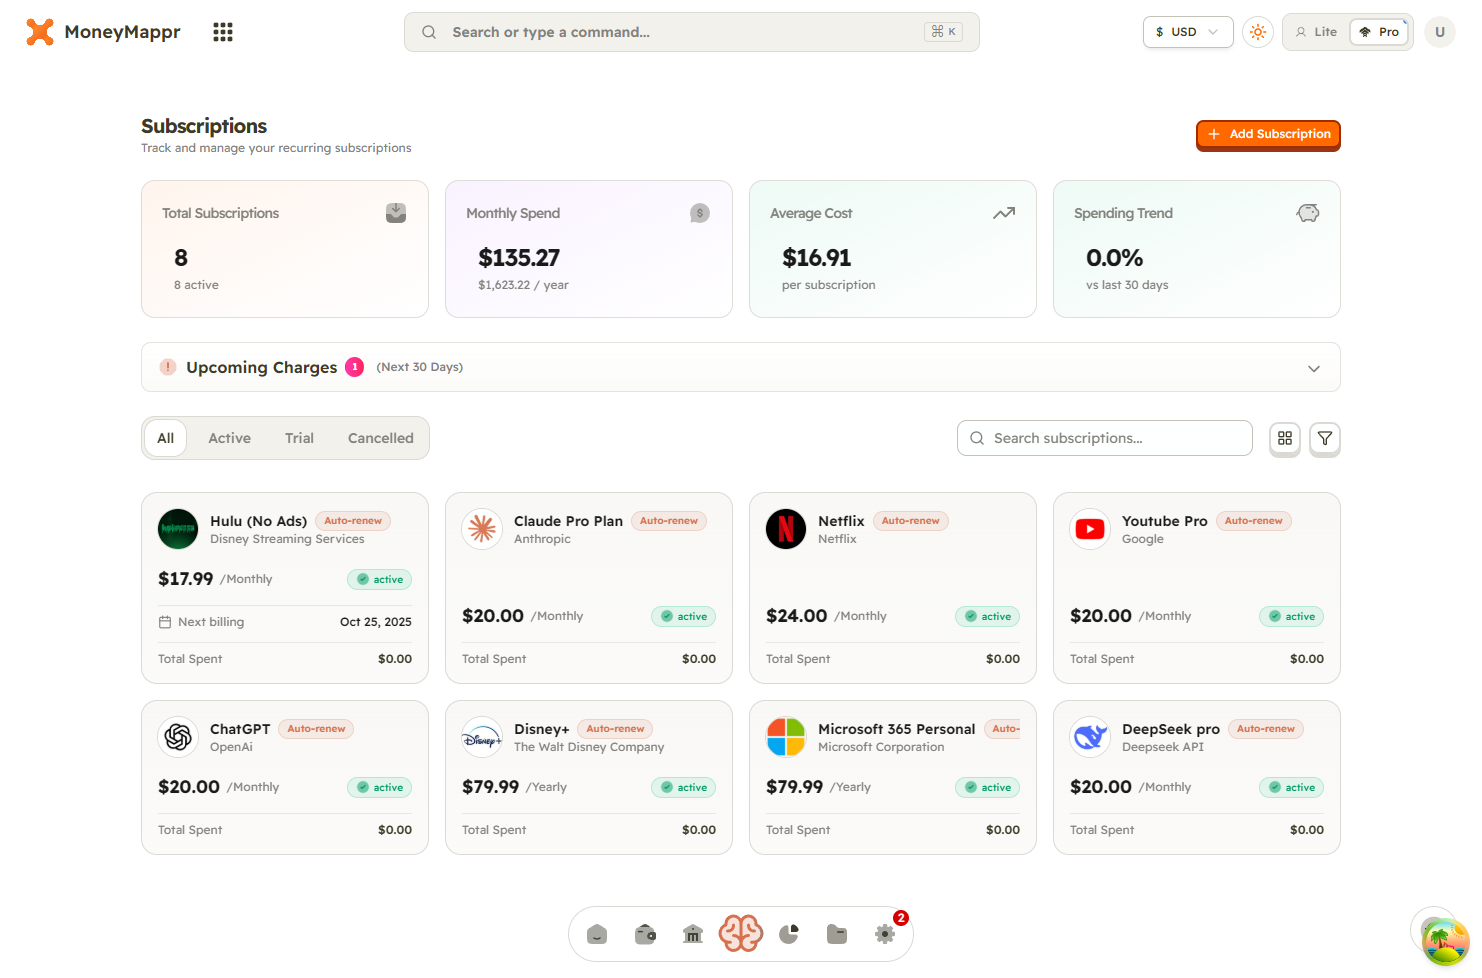 MoneyMappr
Search or type a command...
⌘ K
$ USD
Lite
Pro
U
Subscriptions
Track and manage your recurring subscriptions
+ Add Subscription
Total Subscriptions
8
8 active
Monthly Spend
$135.27
$1,623.22 / year
Average Cost
$16.91
per subscription
Spending Trend
0.0%
vs last 30 days
Upcoming Charges 1 (Next 30 Days)
All
Active
Trial
Cancelled
Search subscriptions...
Hulu (No Ads) Auto-renew
Disney Streaming Services
$17.99 /Monthly
active
Next billing Oct 25, 2025
Total Spent $0.00
Claude Pro Plan Auto-renew
Anthropic
$20.00 /Monthly
active
Total Spent $0.00
Netflix Auto-renew
Netflix
$24.00 /Monthly
active
Total Spent $0.00
Youtube Pro Auto-renew
Google
$20.00 /Monthly
active
Total Spent $0.00
ChatGPT Auto-renew
OpenAi
$20.00 /Monthly
active
Total Spent $0.00
Disney+
Disney+ Auto-renew
The Walt Disney Company
$79.99 /Yearly
active
Total Spent $0.00
Microsoft 365 Personal Auto-
Microsoft Corporation
$79.99 /Yearly
active
Total Spent $0.00
DeepSeek pro Auto-renew
Deepseek API
$20.00 /Monthly
active
Total Spent $0.00
2